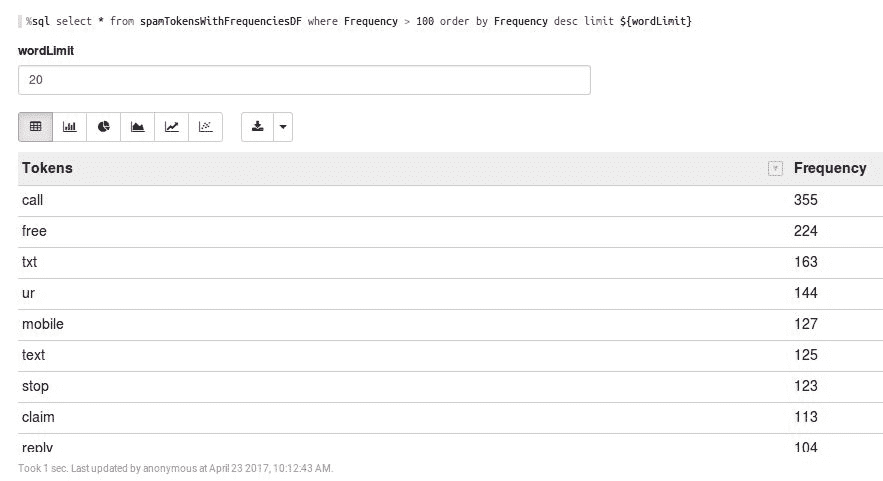 %sql select * from spamTokensWithFrequenciesDF where Frequency > 100 order by Frequency desc limit ${wordLimit}
wordLimit
20
Tokens Frequency
call 355
free 224
txt 163
ur 144
mobile 127
text 125
stop 123
claim 113
reply 104
Took 1 sec. Last updated by anonymous at April 23 2017, 10:12:43 AM.